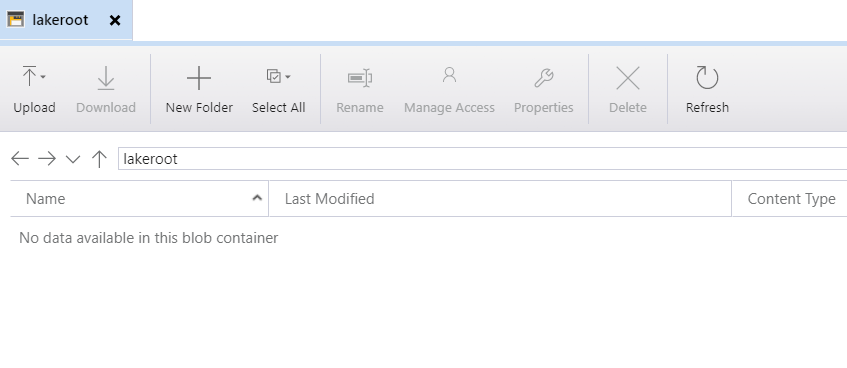 lakeroot
Upload Download New Folder Select All Rename Manage Access Properties Delete Refresh
lakeroot
Name Last Modified Content Type
No data available in this blob container